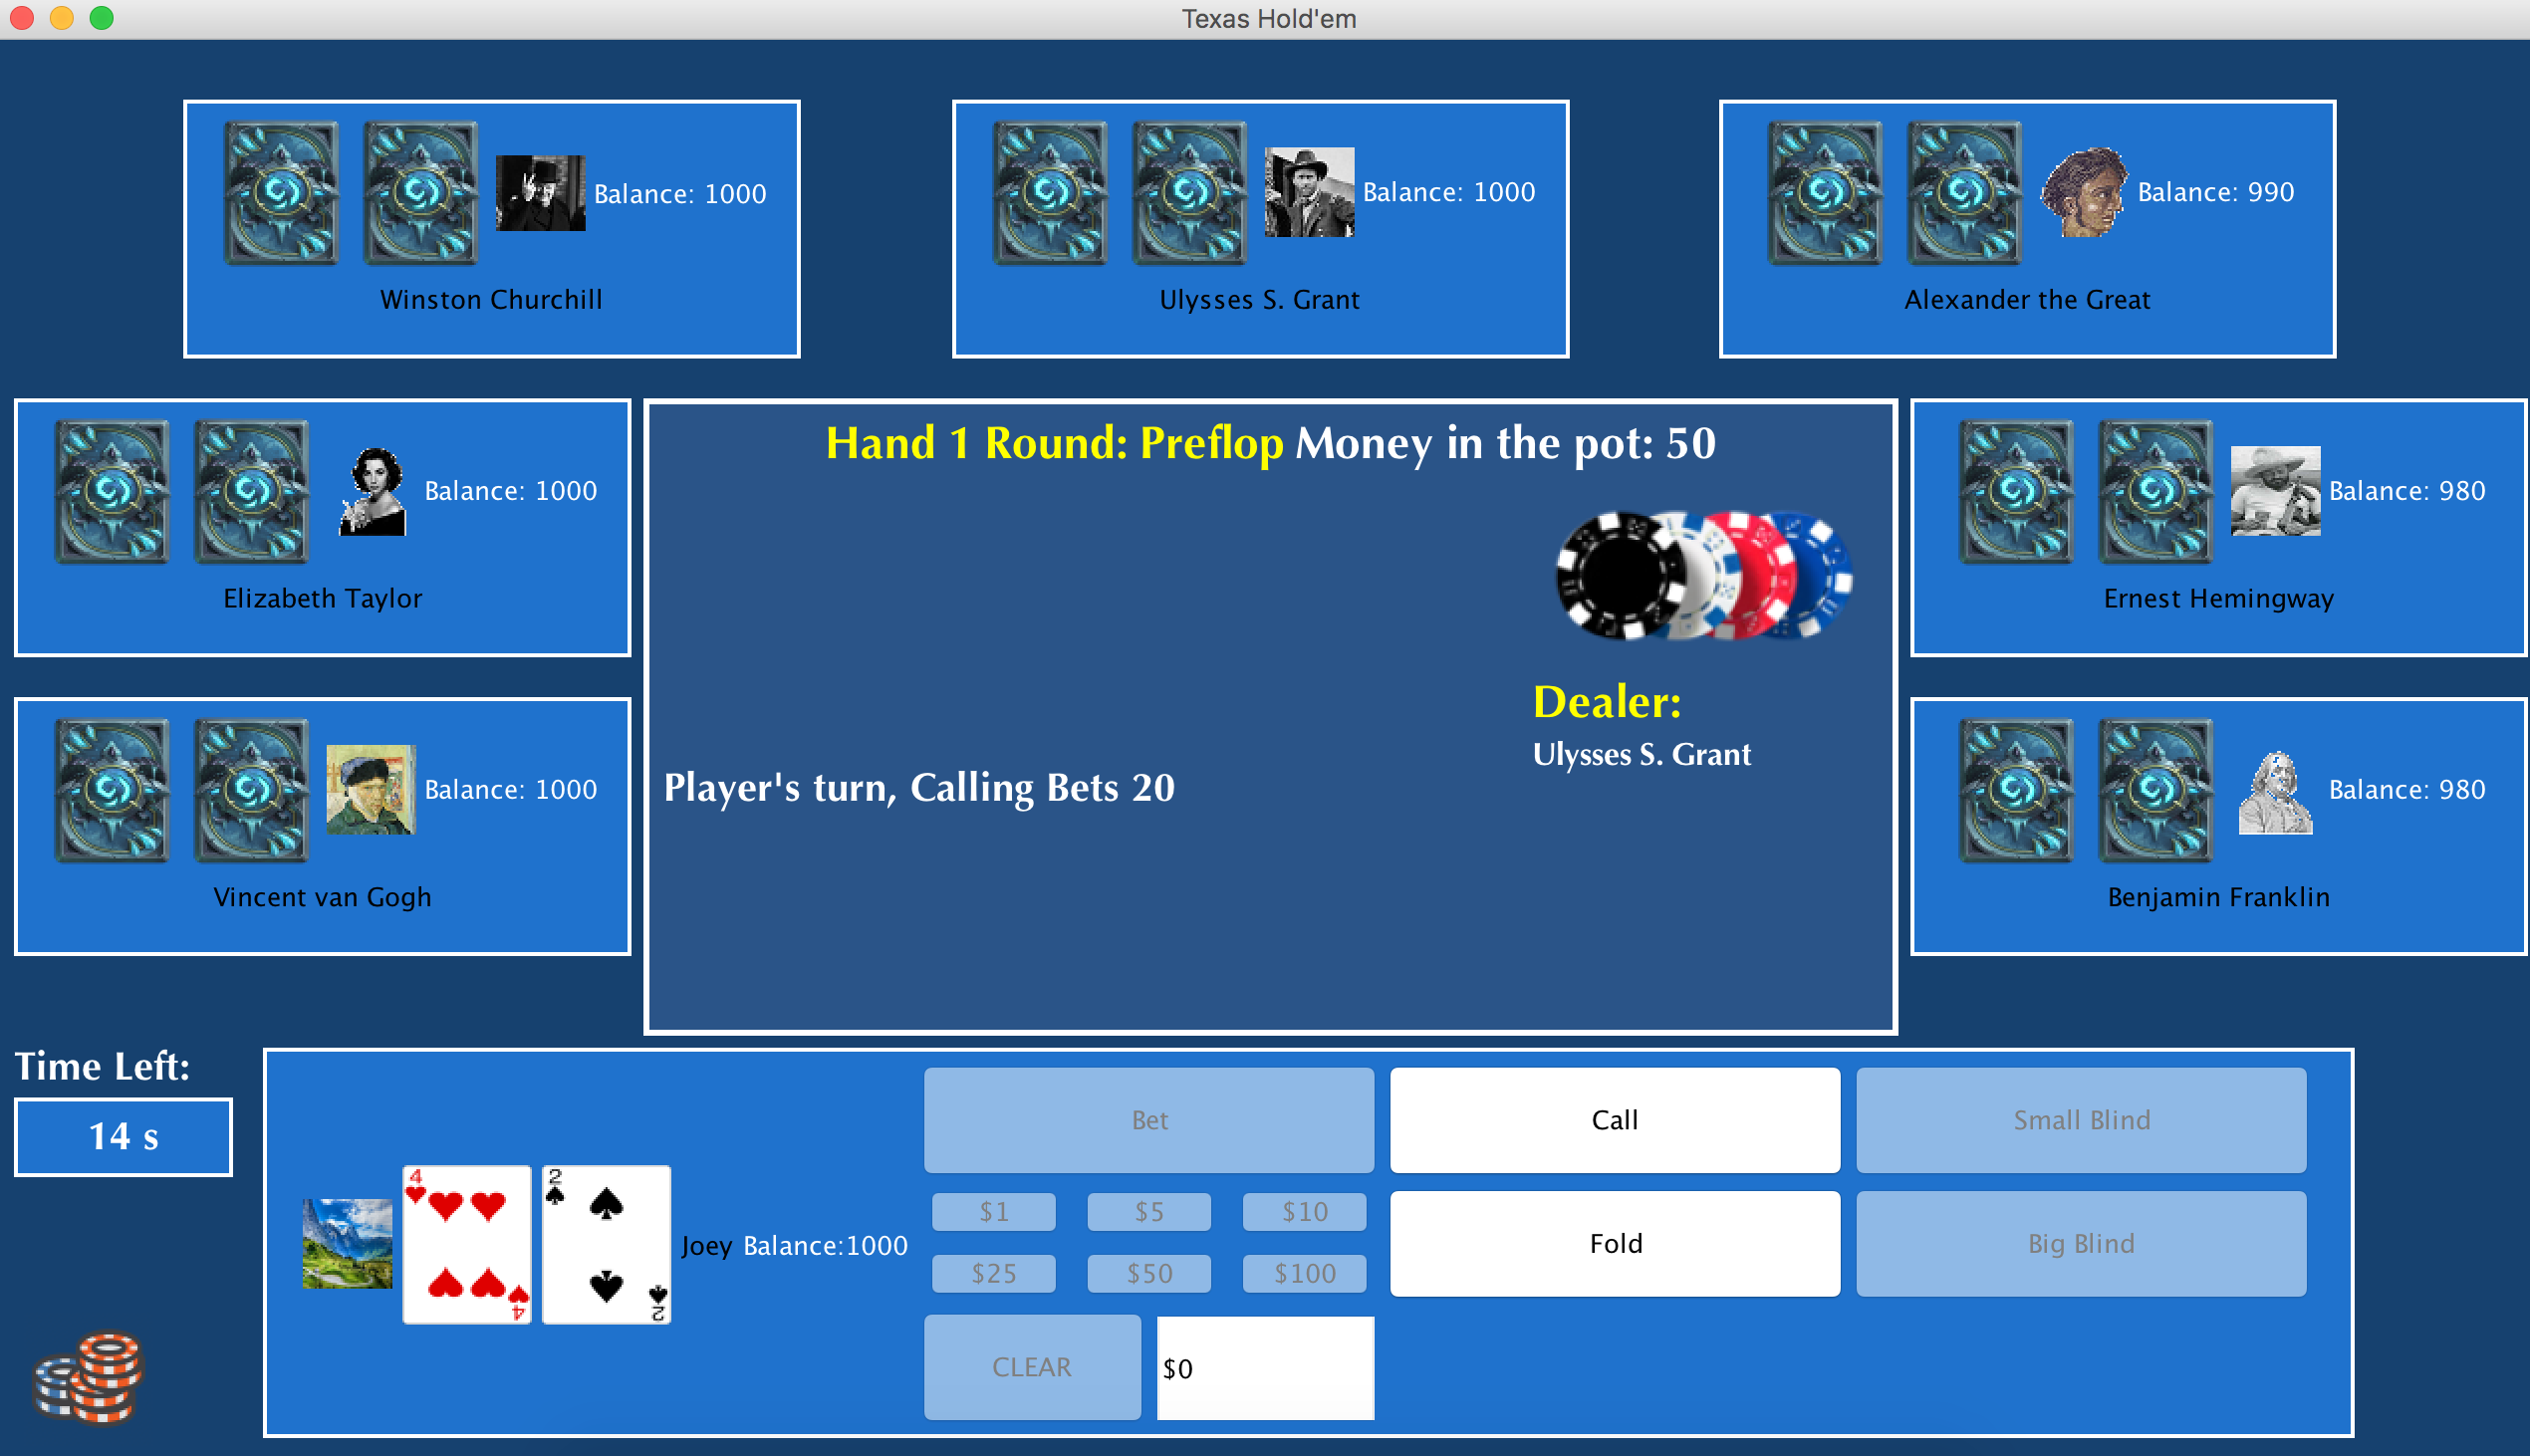 Texas Hold'em
Balance: 1000
Winston Churchill
Balance: 1000
Ulysses S. Grant
Balance: 990
Alexander the Great
Balance: 1000
Elizabeth Taylor
Hand 1 Round: Preflop Money in the pot: 50
Dealer:
Ulysses S. Grant
Player's turn, Calling Bets 20
Balance: 980
Ernest Hemingway
Balance: 1000
Vincent van Gogh
Balance: 980
Benjamin Franklin
Time Left:
14 s
4
4
2
2
Joey Balance:1000
Bet
Call
Small Blind
$1 $5 $10
$25 $50 $100
Fold
Big Blind
CLEAR
$0